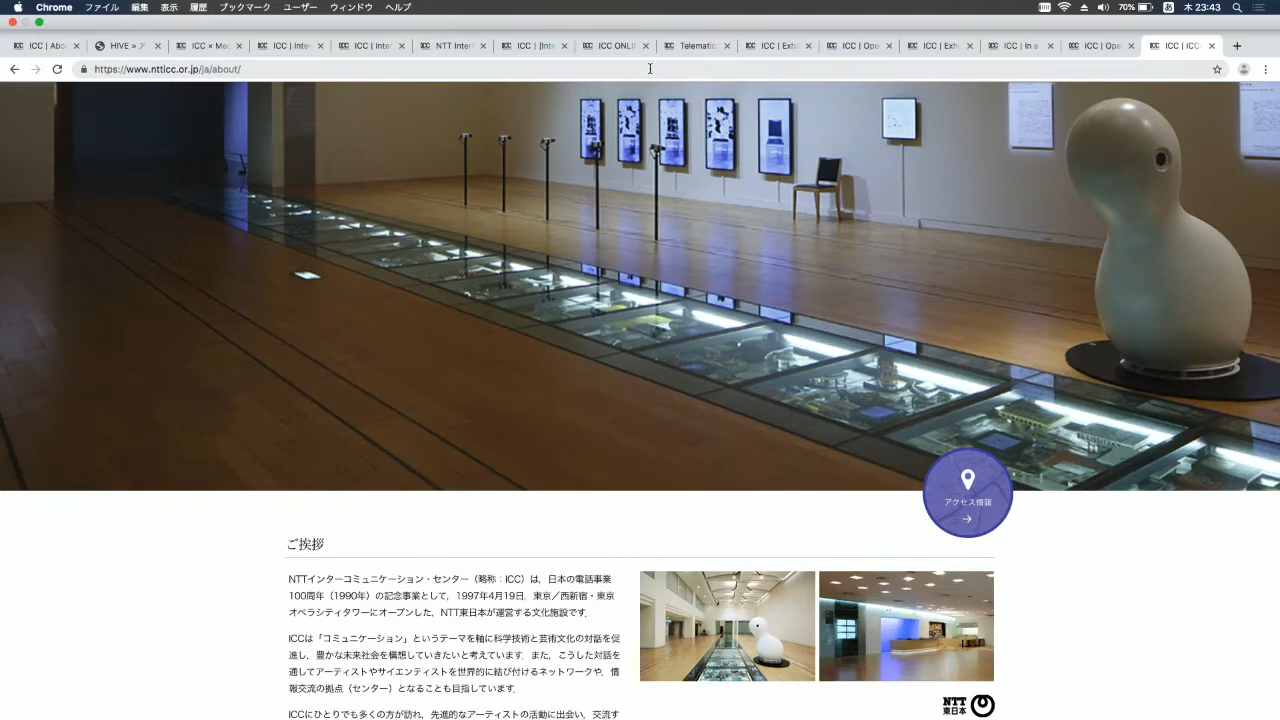 Chrome ファイル 編集 表示 履歴 ブックマーク ユーザー ウィンドウ ヘルプ 70% あ 木 23:43
ICC | Abo HIVE » ア ICC × Me ICC | Inter ICC | Inter NTT Inter ICC | [Inte ICC ONLI Telematic ICC | Exh ICC | Ope ICC | Exh ICC | In a ICC | Ope ICC | ICC
https://www.ntticc.or.jp/ja/about/
アクセス情報
ご挨拶
NTTインターコミュニケーション・センター（略称：ICC）は，日本の電話事業
100周年（1990年）の記念事業として，1997年4月19日，東京／西新宿・東京
オペラシティタワーにオープンした，NTT東日本が運営する文化施設です．
ICCは「コミュニケーション」というテーマを軸に科学技術と芸術文化の対話を促
進し，豊かな未来社会を構想していきたいと考えています．また，こうした対話を
通してアーティストやサイエンティストを世界的に結び付けるネットワークや，情
報交流の拠点（センター）となることも目指しています．
ICCにひとりでも多くの方が訪れ，先進的なアーティストの活動に出会い，交流す
NTT
東日本